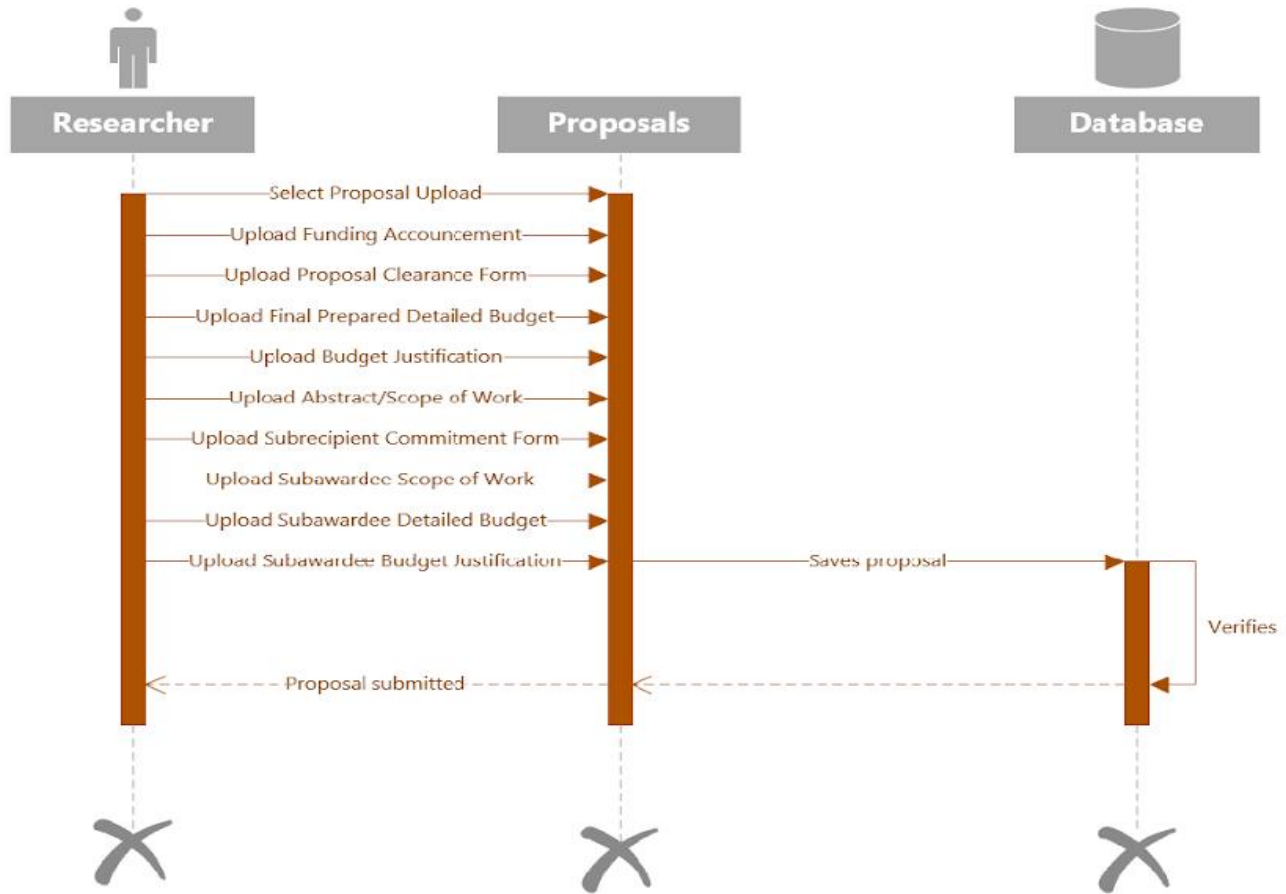 Researcher
Proposals
Database
Select Proposal Upload
Upload Funding Accouncement
Upload Proposal Clearance Form
Upload Final Prepared Detailed Budget
Upload Budget Justification
Upload Abstract/Scope of Work
Upload Subrecipient Commitment Form
Upload Subawardee Scope of Work
Upload Subawardee Detailed Budget
Upload Subawardee Budget Justification
Saves proposal
Verifies
Proposal submitted